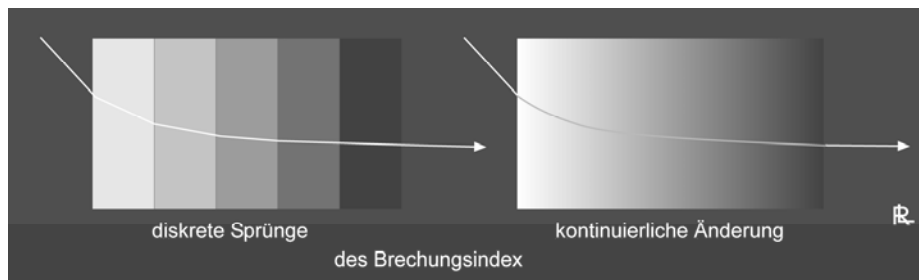 diskrete Sprünge
kontinuierliche Änderung
des Brechungsindex